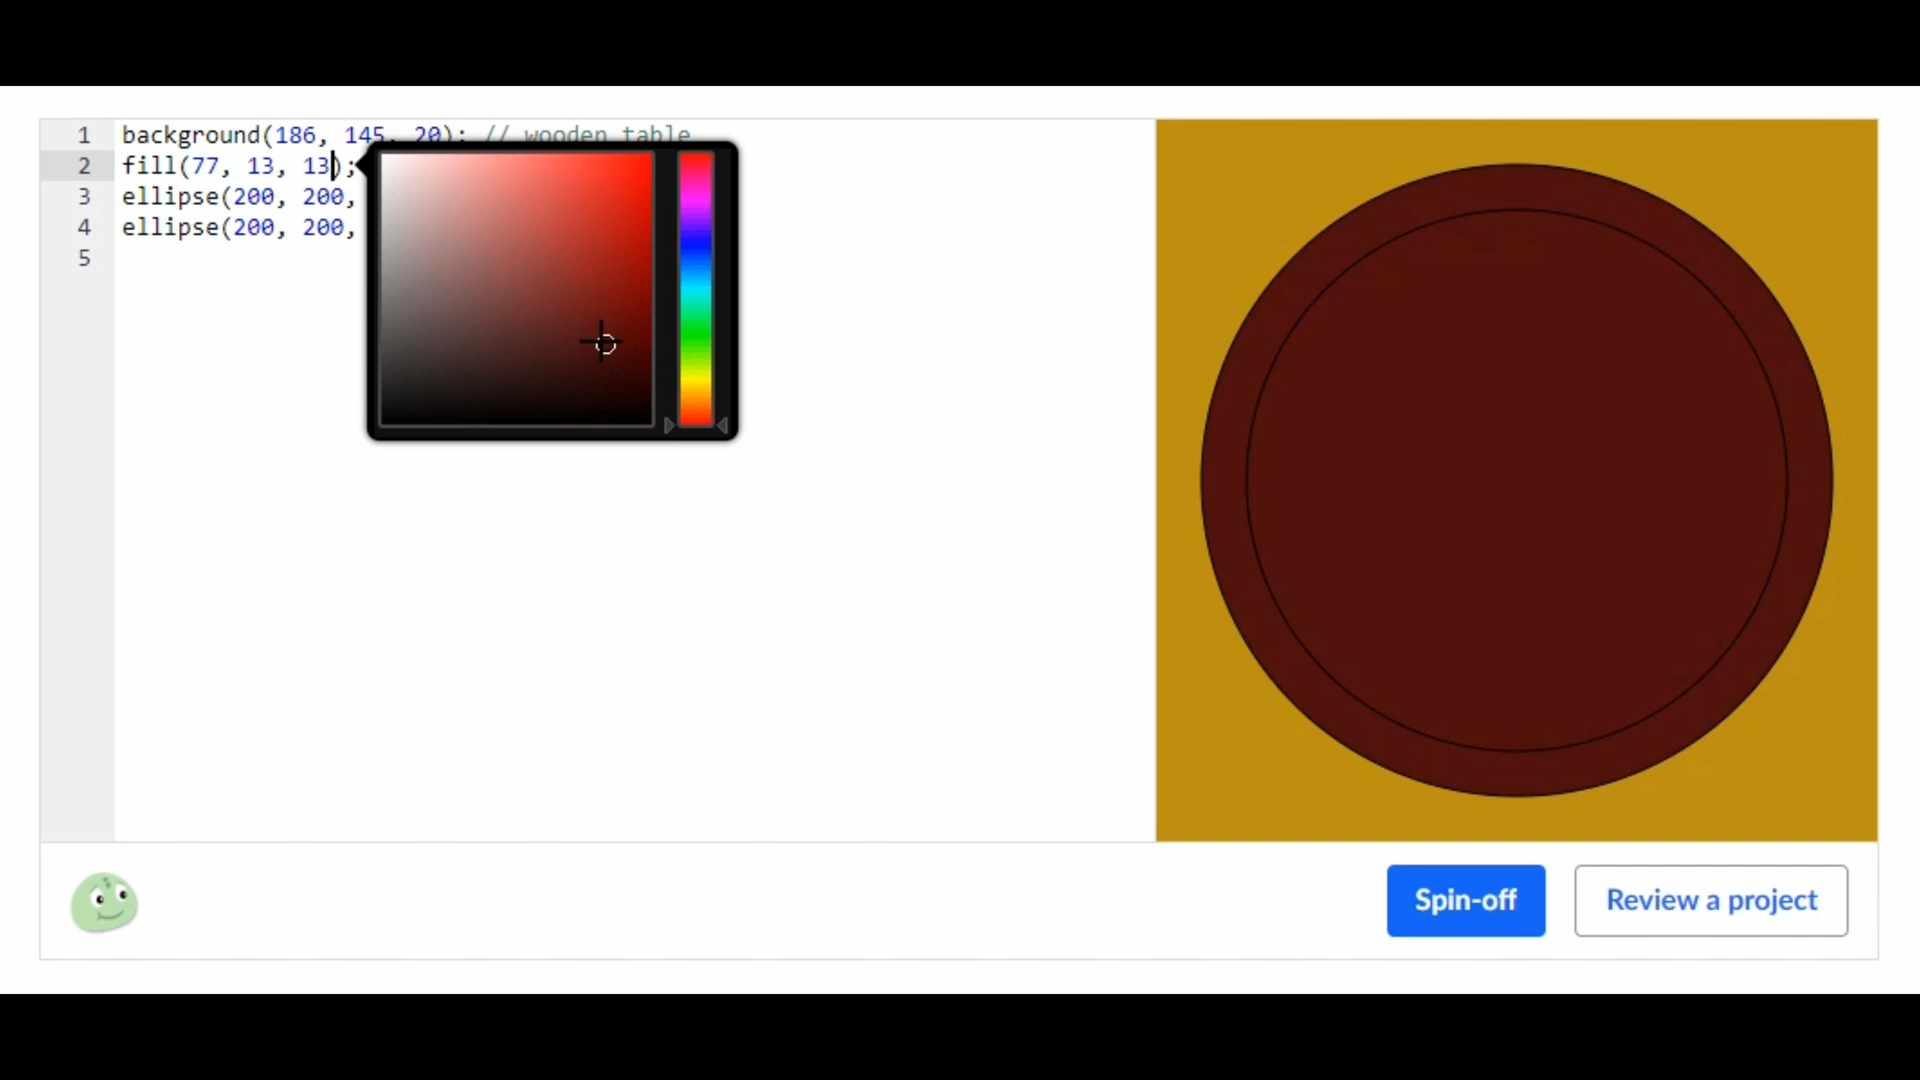 1 background(186, 145, 20); // wooden table
2 fill(77, 13, 13);
3 ellipse(200, 200,
4 ellipse(200, 200,
5
Spin-off
Review a project